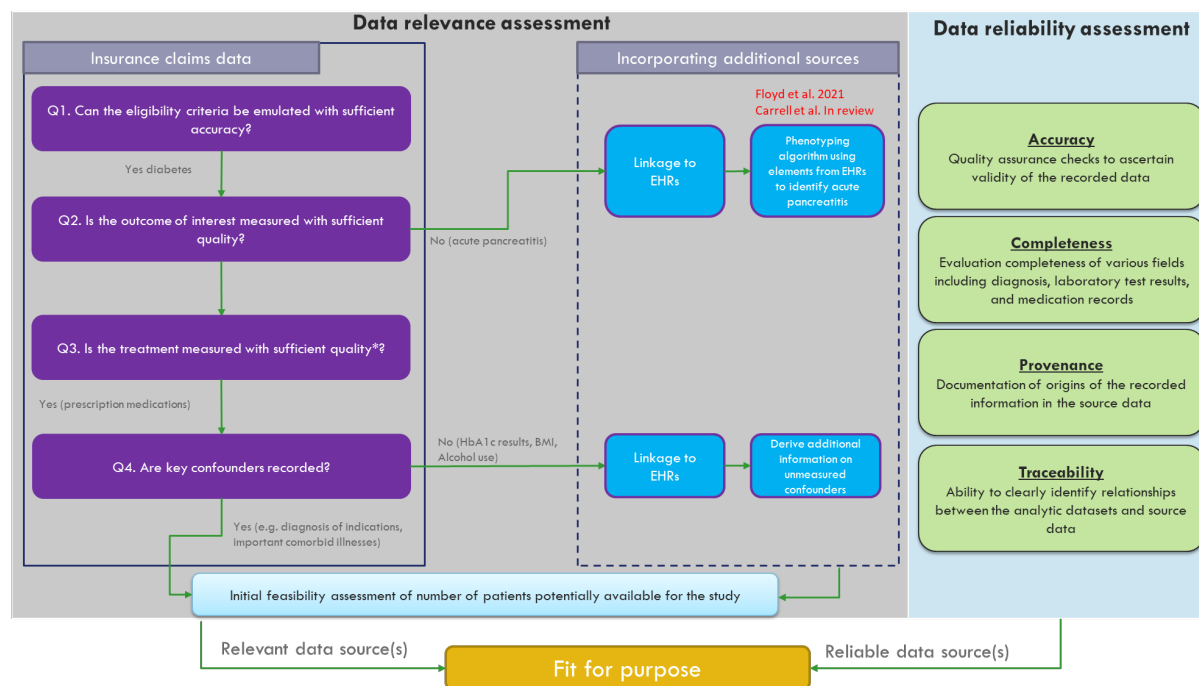 Data relevance assessment
Insurance claims data
Q1. Can the eligibility criteria be emulated with sufficient
accuracy?
Yes diabetes
Q2. Is the outcome of interest measured with sufficient
quality?
No (acute pancreatitis)
Q3. Is the treatment measured with sufficient quality*?
Yes (prescription medications)
Q4. Are key confounders recorded?
No (HbA1c results, BMI,
Alcohol use)
Yes (e.g. diagnosis of indications,
important comorbid illnesses)
Incorporating additional sources
Floyd et al. 2021
Carrell et al. In review
Linkage to
EHRs
Phenotyping
algorithm using
elements from EHRs
to identify acute
pancreatitis
Linkage to
EHRs
Derive additional
information on
unmeasured
confounders
Initial feasibility assessment of number of patients potentially available for the study
Data reliability assessment
Accuracy
Quality assurance checks to ascertain
validity of the recorded data
Completeness
Evaluation completeness of various fields
including diagnosis, laboratory test results,
and medication records
Provenance
Documentation of origins of the recorded
information in the source data
Traceability
Ability to clearly identify relationships
between the analytic datasets and source
data
Relevant data source(s)
Fit for purpose
Reliable data source(s)